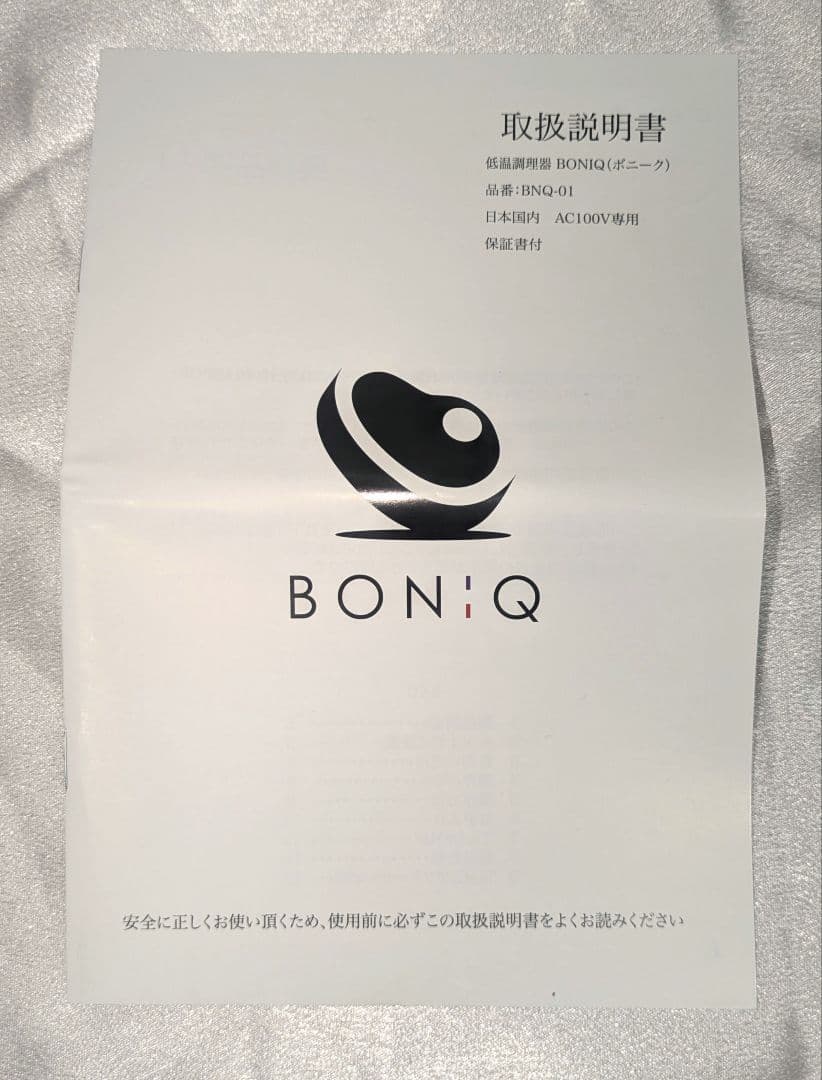 取扱説明書
低温調理器 BONIQ(ボニーク)
品番:BNQ-01
日本国内　AC100V専用
保証書付
BONIQ
安全に正しくお使い頂くため、使用前に必ずこの取扱説明書をよくお読みください